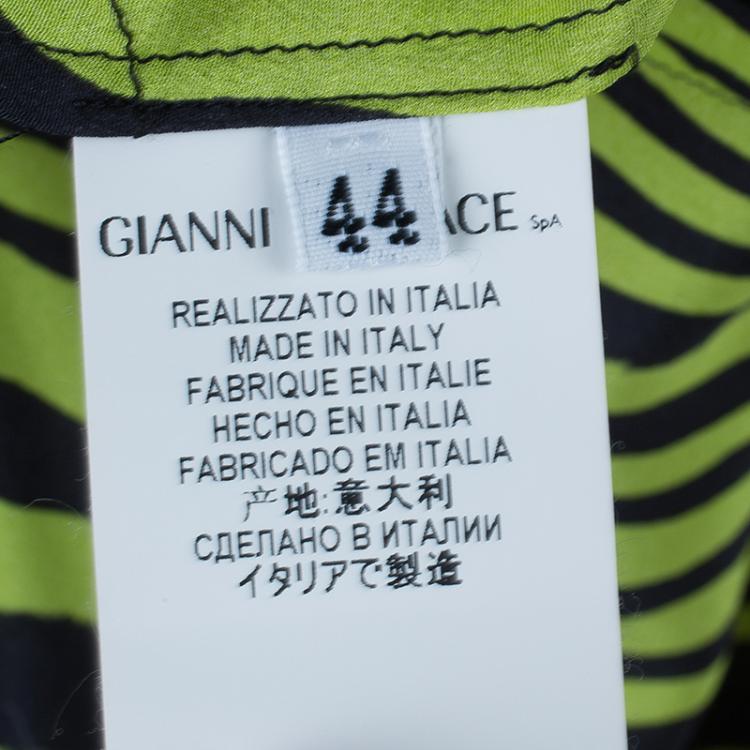 44
GIANNI ACE SpA
REALIZZATO IN ITALIA
MADE IN ITALY
FABRIQUE EN ITALIE
HECHO EN ITALIA
FABRICADO EM ITALIA
产地:意大利
СДЕЛАНО В ИТАЛИИ
イタリアで製造